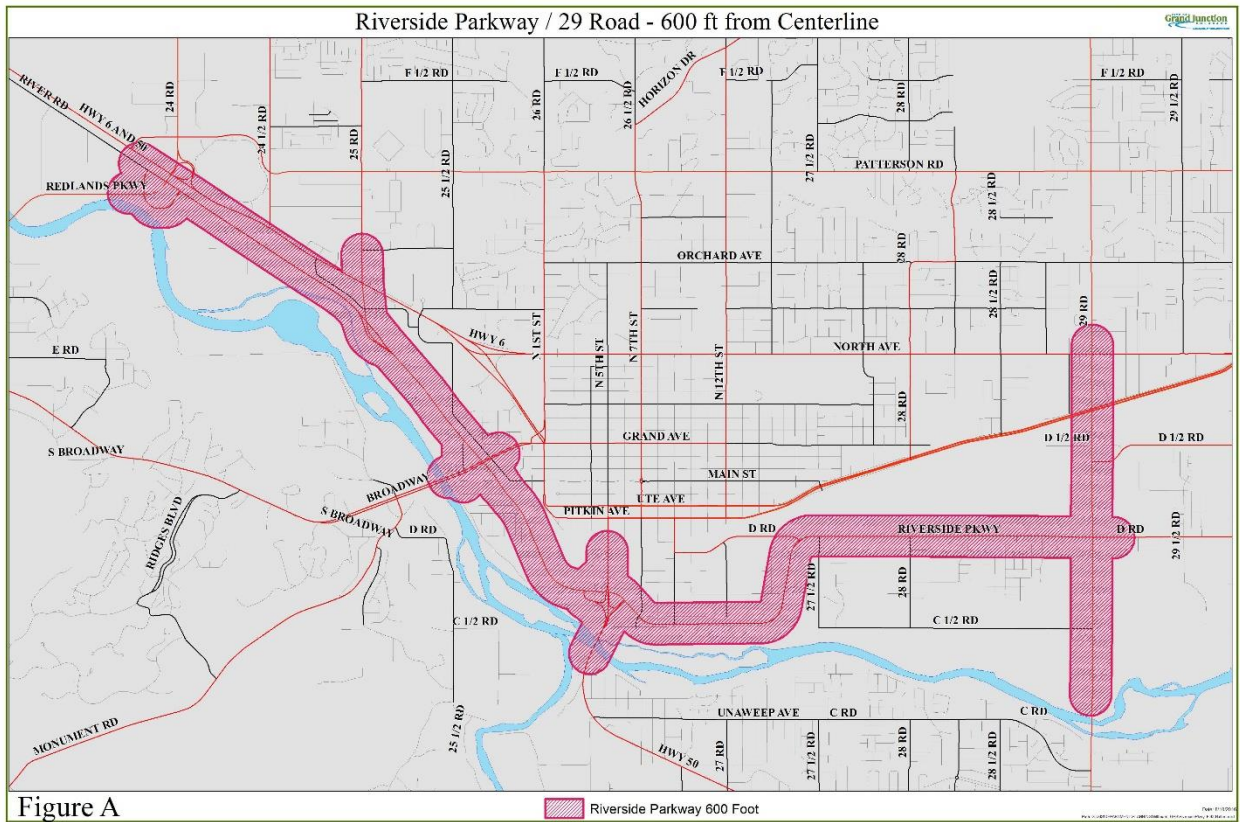 Riverside Parkway / 29 Road - 600 ft from Centerline
Grand Junction
RIVER RD
HWY 6 AND 50
24 RD
24 1/2 RD
25 RD
F 1/2 RD
25 1/2 RD
26 RD
F 1/2 RD
26 1/2 RD
HORIZON DR
F 1/2 RD
27 1/2 RD
28 RD
F 1/2 RD
29 1/2 RD
PATTERSON RD
REDLANDS PKWY
28 1/2 RD
ORCHARD AVE
28 RD
28 1/2 RD
29 RD
HWY 6
N 1ST ST
N 5TH ST
N 7TH ST
N 12TH ST
NORTH AVE
E RD
28 RD
GRAND AVE
D 1/2 RD
D 1/2 RD
S BROADWAY
MAIN ST
BROADWAY
UTE AVE
PITKIN AVE
S BROADWAY
D RD
D RD
RIVERSIDE PKWY
D RD
29 1/2 RD
RIDGES BLVD
27 1/2 RD
28 RD
C 1/2 RD
C 1/2 RD
MONUMENT RD
25 1/2 RD
UNAWEEP AVE
C RD
C RD
HWY 50
27 RD
27 1/2 RD
28 RD
28 1/2 RD
Figure A
Riverside Parkway 600 Foot